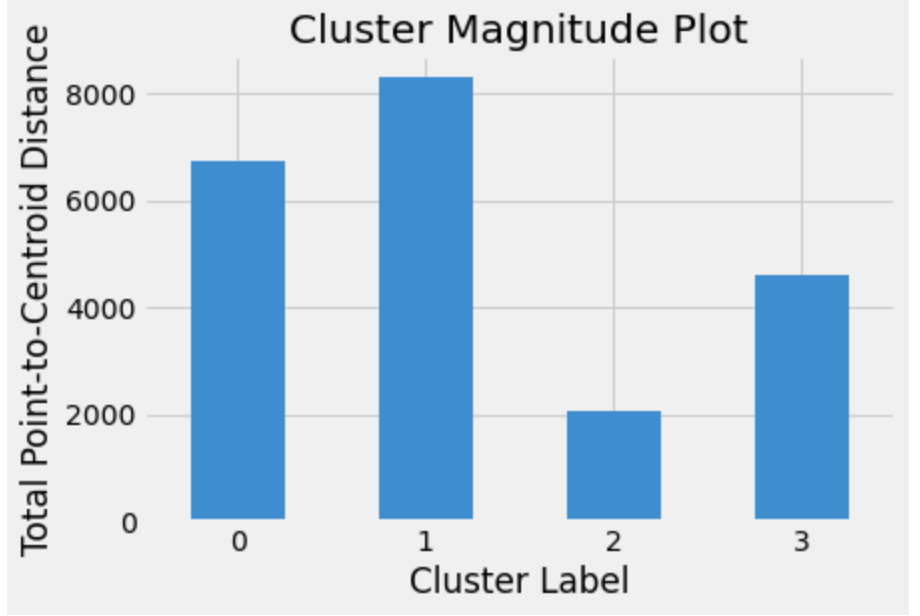 Cluster Magnitude Plot
Total Point-to-Centroid Distance
8000
6000
4000
2000
0
0 1 2 3
Cluster Label